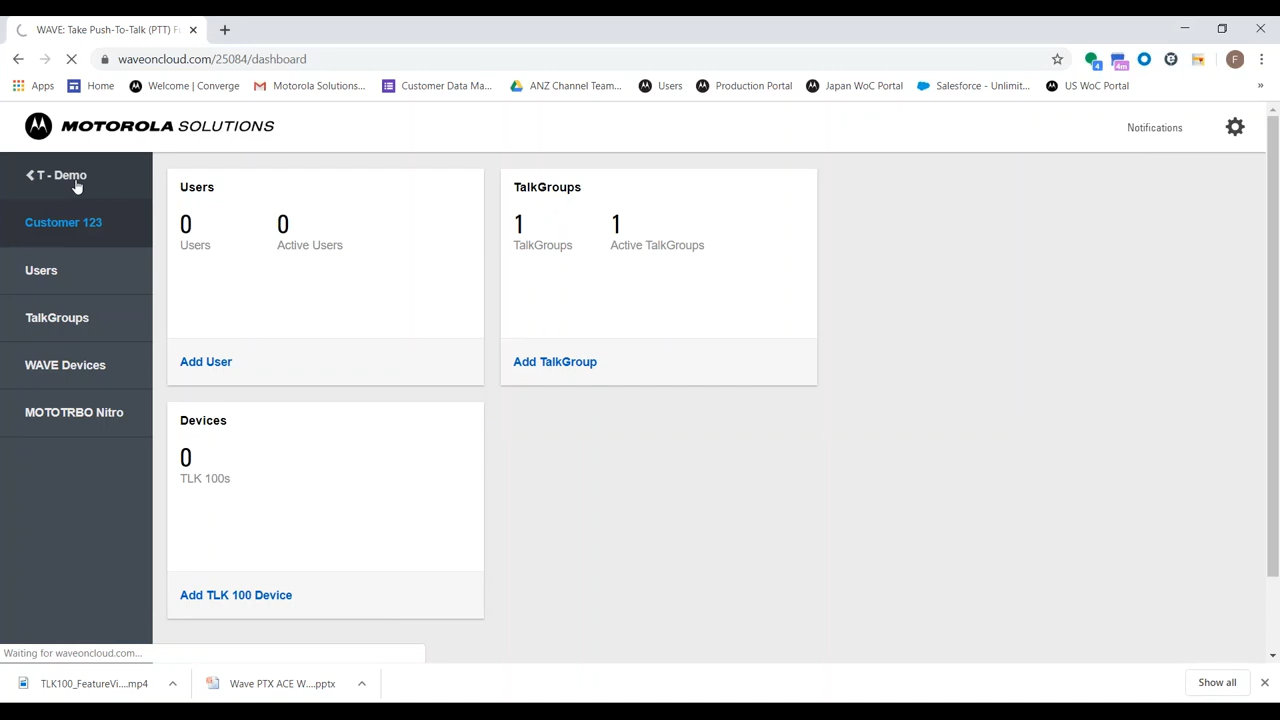 WAVE: Take Push-To-Talk (PTT) F
waveoncloud.com/25084/dashboard
4
4m
F
Apps Home Welcome | Converge Motorola Solutions... Customer Data Ma... ANZ Channel Team... Users Production Portal Japan WoC Portal Salesforce - Unlimit... US WoC Portal »
MOTOROLA SOLUTIONS
Notifications
T - Demo
Customer 123
Users
TalkGroups
WAVE Devices
MOTOTRBO Nitro
Users
0 0
Users Active Users
Add User
TalkGroups
1 1
TalkGroups Active TalkGroups
Add TalkGroup
Devices
0
TLK 100s
Add TLK 100 Device
Waiting for waveoncloud.com...
TLK100_FeatureVi....mp4 Wave PTX ACE W....pptx Show all